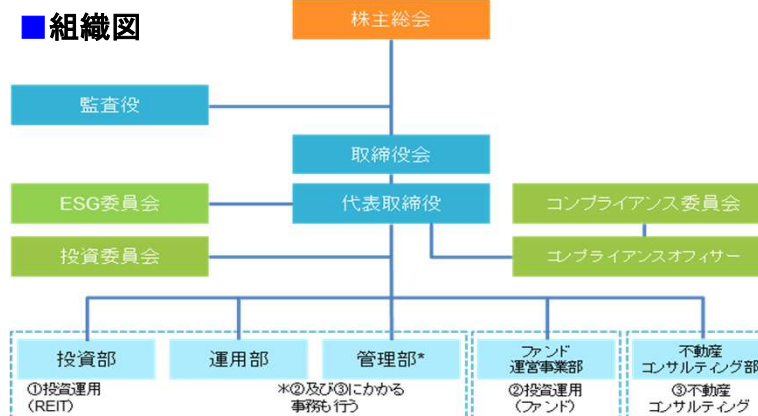 ■組織図
株主総会
監査役
取締役会
ESG委員会
代表取締役
コンプライアンス委員会
投資委員会
コンプライアンスオフィサー
投資部
運用部
管理部*
ファンド
運営事業部
不動産
コンサルティング部
①投資運用
(REIT)
*②及び③にかかる
事務も行う
②投資運用
(ファンド)
③不動産
コンサルティング